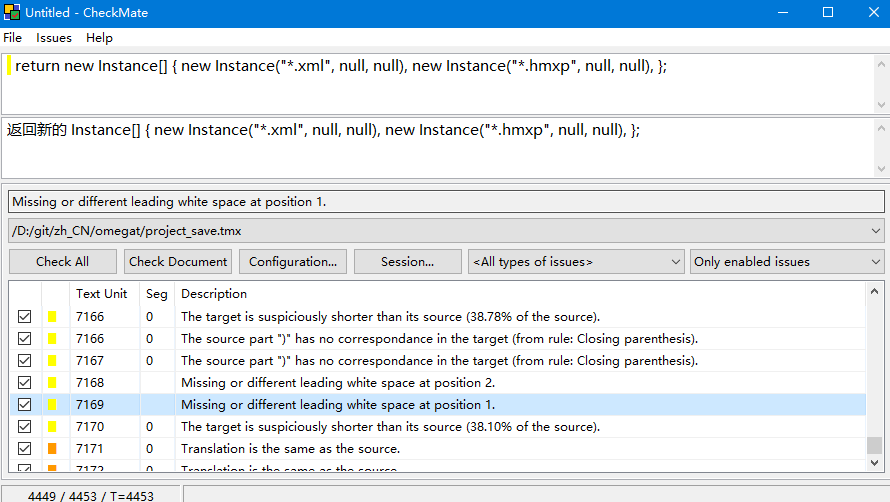 Untitled - CheckMate
File Issues Help
return new Instance[] { new Instance("*.xml", null, null), new Instance("*.hmxp", null, null), };
返回新的 Instance[] { new Instance("*.xml", null, null), new Instance("*.hmxp", null, null), };
Missing or different leading white space at position 1.
/D:/git/zh_CN/omegat/project_save.tmx
Check All Check Document Configuration... Session... <All types of issues> Only enabled issues
Text Unit Seg Description
7166 0 The target is suspiciously shorter than its source (38.78% of the source).
7166 0 The source part ")" has no correspondance in the target (from rule: Closing parenthesis).
7167 0 The source part ")" has no correspondance in the target (from rule: Closing parenthesis).
7168 Missing or different leading white space at position 2.
7169 Missing or different leading white space at position 1.
7170 0 The target is suspiciously shorter than its source (38.10% of the source).
7171 0 Translation is the same as the source.
7172 0 Translation is the same as the source.
4449 / 4453 / T=4453